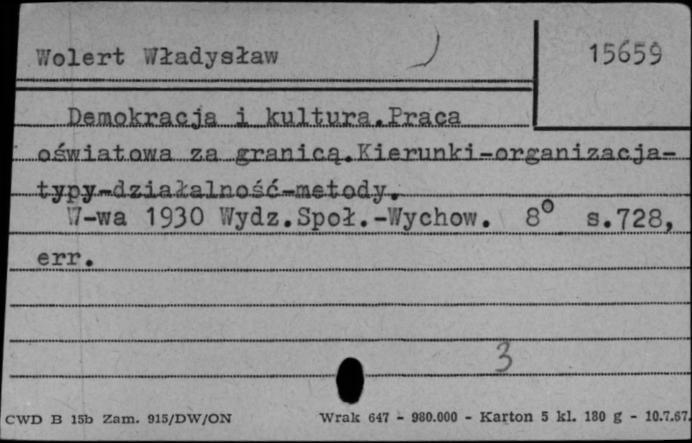 Wolert Władysław
15659
Demokracja i kultura.Praca
oświatowa za granicą.Kierunki-organizacja-
typy-działalność-metody.
W-wa 1930 Wydz.Społ.-Wychow. 8° s.728,
err.
3
CWD B 15b Zam. 915/DW/ON Wrak 647 - 980.000 - Karton 5 kl. 180 g - 10.7.67.